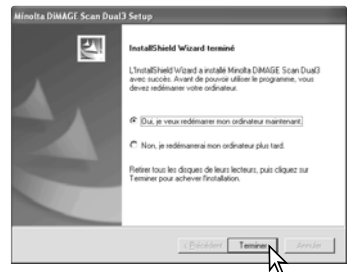 Minolta DiMAGE Scan Dual3 Setup
InstallShield Wizard terminé
L'InstallShield Wizard a installé Minolta DiMAGE Scan Dual3
avec succès. Avant de pouvoir utiliser le programme, vous
devez redémarrer votre ordinateur.
Oui, je veux redémarrer mon ordinateur maintenant.
Non, je redémarrerai mon ordinateur plus tard.
Retirer tous les disques de leurs lecteurs, puis cliquez sur
Terminer pour achever l'installation.
< Précédent Terminer Annuler